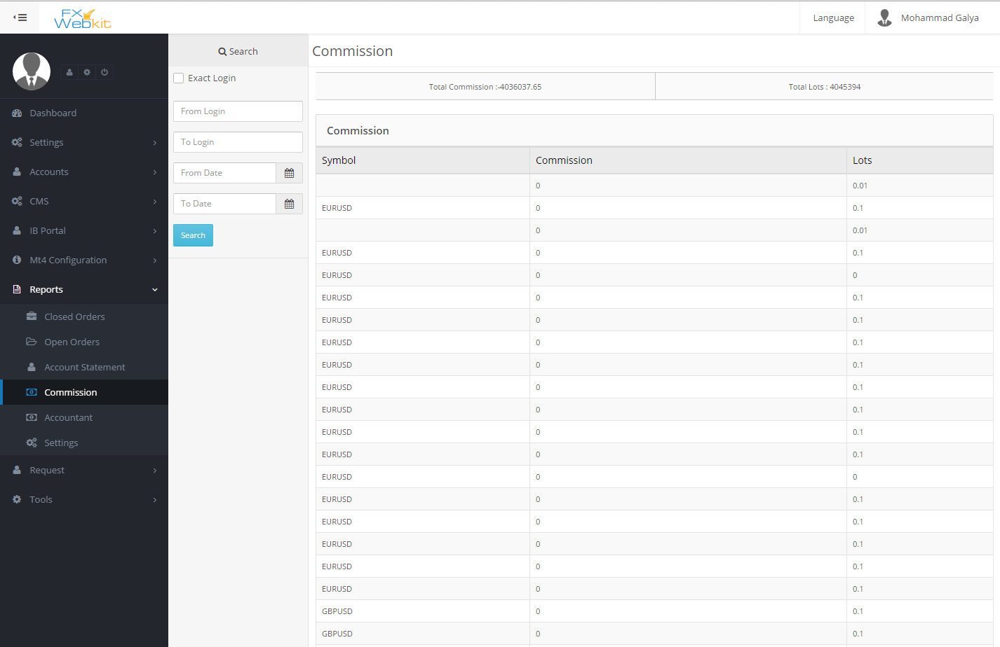 FX
Webkit
Language
Mohammad Galya
Dashboard
Settings
Accounts
CMS
IB Portal
Mt4 Configuration
Reports
Closed Orders
Open Orders
Account Statement
Commission
Accountant
Settings
Request
Tools
Search
Exact Login
From Login
To Login
From Date
To Date
Search
Commission
Total Commission :-4036037.65
Total Lots : 4045394
Commission
Symbol Commission Lots
0 0.01
EURUSD 0 0.1
0 0.01
EURUSD 0 0.1
EURUSD 0 0
EURUSD 0 0.1
EURUSD 0 0.1
EURUSD 0 0.1
EURUSD 0 0.1
EURUSD 0 0.1
EURUSD 0 0.1
EURUSD 0 0.1
EURUSD 0 0.1
EURUSD 0 0
EURUSD 0 0.1
EURUSD 0 0.1
EURUSD 0 0.1
EURUSD 0 0.1
EURUSD 0 0.1
GBPUSD 0 0.1
GBPUSD 0 0.1